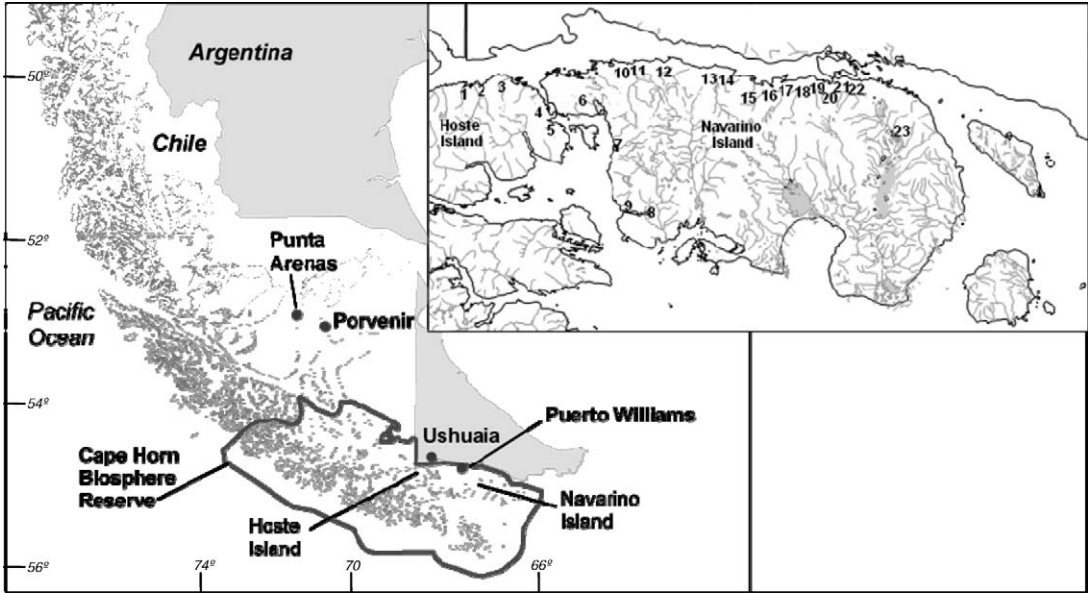 Argentina
50º
Chile
52º
Punta
Arenas
Pacific
Ocean
Porvenir
54º
Puerto Williams
Ushuaia
Cape Horn
Biosphere
Reserve
Navarino
Island
Hoste
Island
56º
74º
70
66º
1 2 3 4 5 6 7 8 9 10 11 12 13 14 15 16 17 18 19 20 21 22 23
Hoste
Island
Navarino
Island